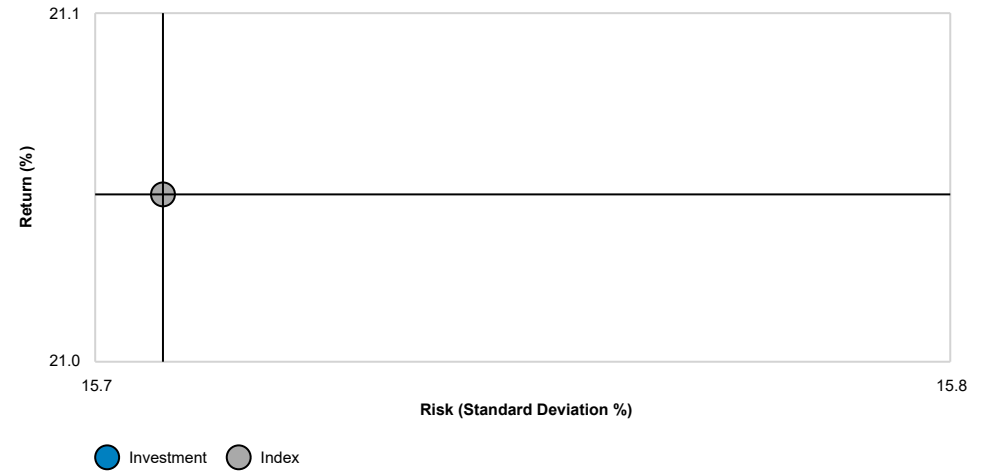 21.1
Return (%)
21.0
15.7
15.8
Risk (Standard Deviation %)
Investment
Index